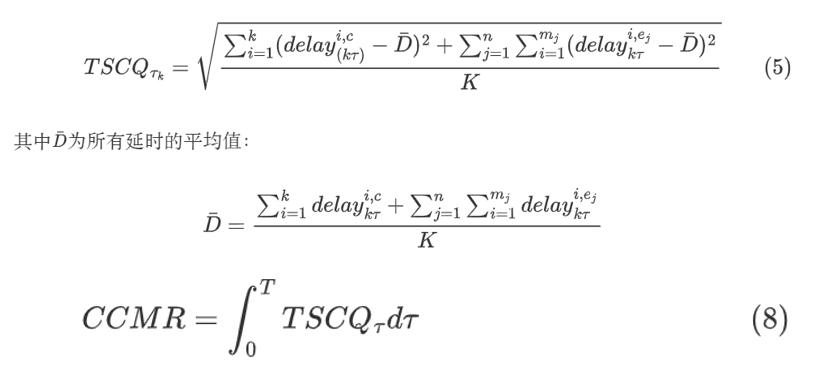 $TSCQ_{\tau_k} = \sqrt{\frac{\sum_{i=1}^{k}(delay_{(k\tau)}^{i,c} - \bar{D})^2 + \sum_{j=1}^{n}\sum_{i=1}^{m_j}(delay_{k\tau}^{i,e_j} - \bar{D})^2}{K}}$ (5)
其中$\bar{D}$为所有延时的平均值:
$\bar{D} = \frac{\sum_{i=1}^{k} delay_{k\tau}^{i,c} + \sum_{j=1}^{n}\sum_{i=1}^{m_j} delay_{k\tau}^{i,e_j}}{K}$
$CCMR = \int_0^T TSCQ_\tau d\tau$ (8)